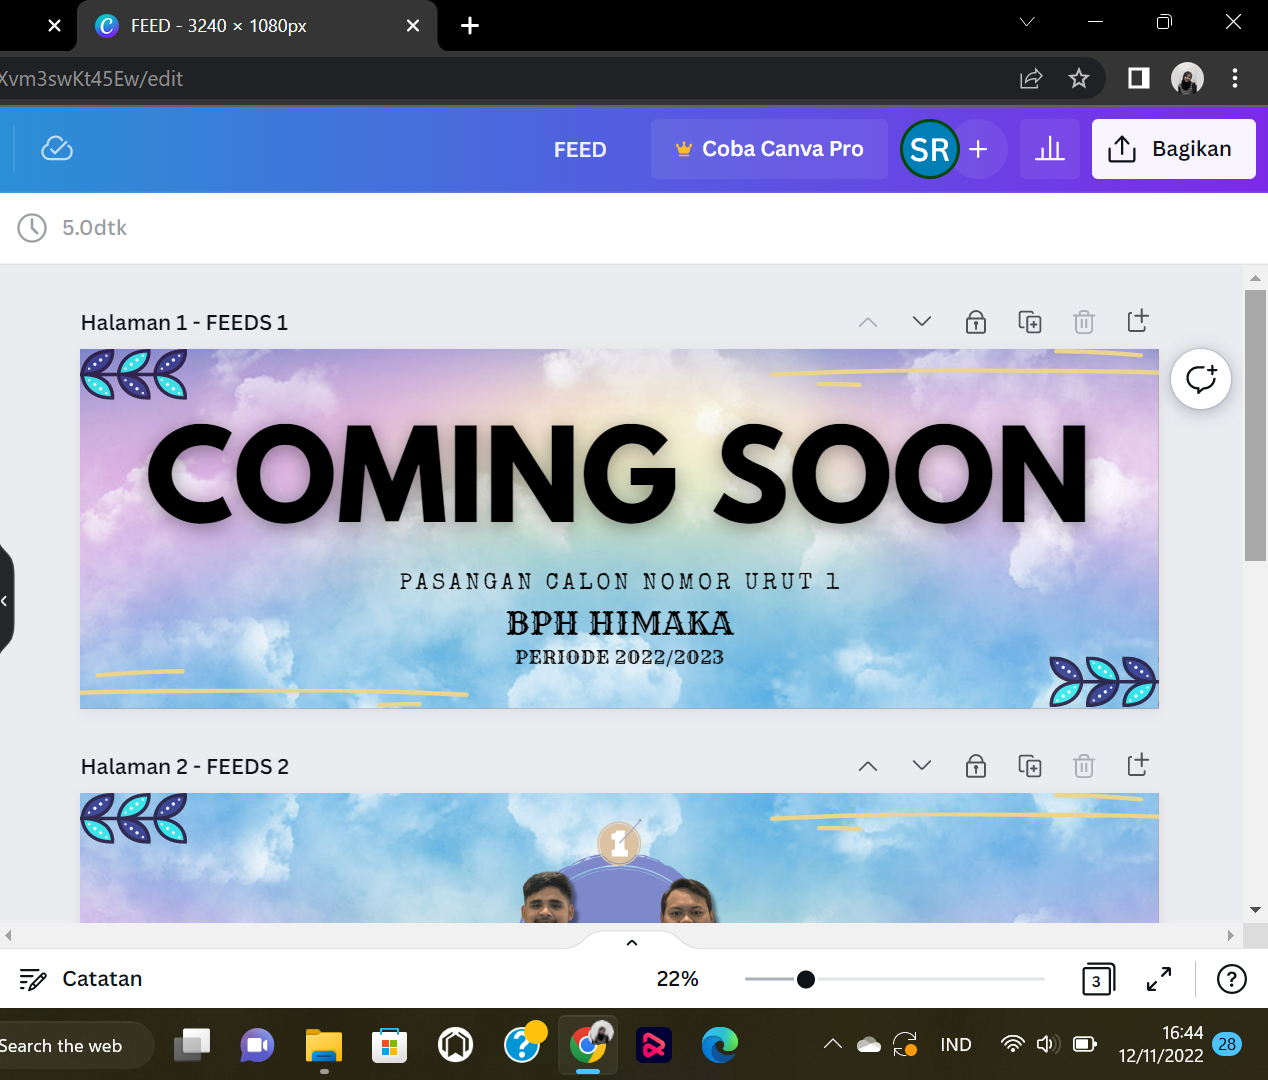 FEED - 3240 × 1080px
Xvm3swKt45Ew/edit
FEED
Coba Canva Pro
SR
Bagikan
5.0dtk
Halaman 1 - FEEDS 1
COMING SOON
PASANGAN CALON NOMOR URUT 1
BPH HIMAKA
PERIODE 2022/2023
Halaman 2 - FEEDS 2
1
Catatan
22%
3
Search the web
IND
16:44
12/11/2022
28